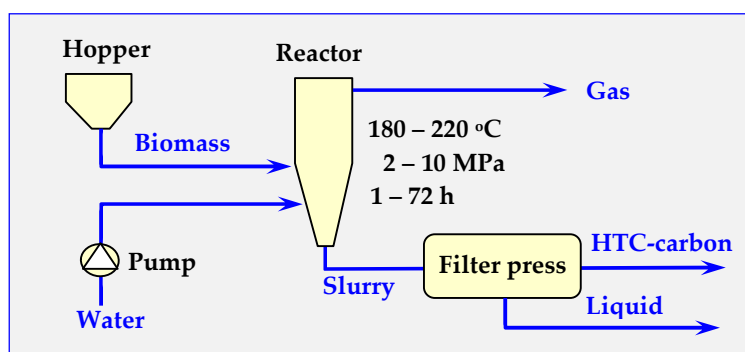 Hopper
Reactor
Gas
Biomass
180 – 220 ºC
2 – 10 MPa
1 – 72 h
Pump
Water
Slurry
Filter press
HTC-carbon
Liquid